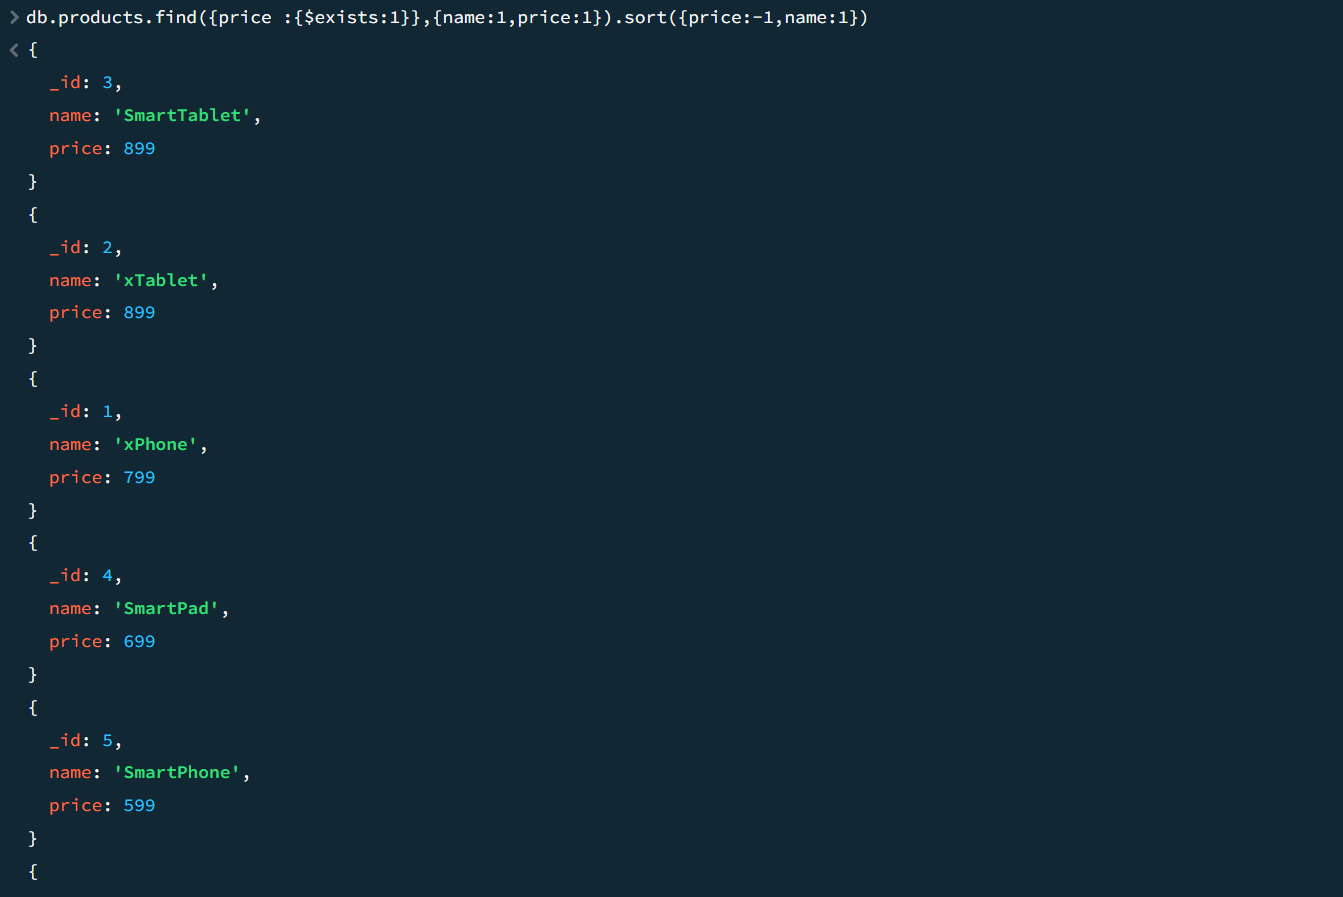 db.products.find({price :{$exists:1}},{name:1,price:1}).sort({price:-1,name:1})
{
_id: 3,
name: 'SmartTablet',
price: 899
}
{
_id: 2,
name: 'xTablet',
price: 899
}
{
_id: 1,
name: 'xPhone',
price: 799
}
{
_id: 4,
name: 'SmartPad',
price: 699
}
{
_id: 5,
name: 'SmartPhone',
price: 599
}
{